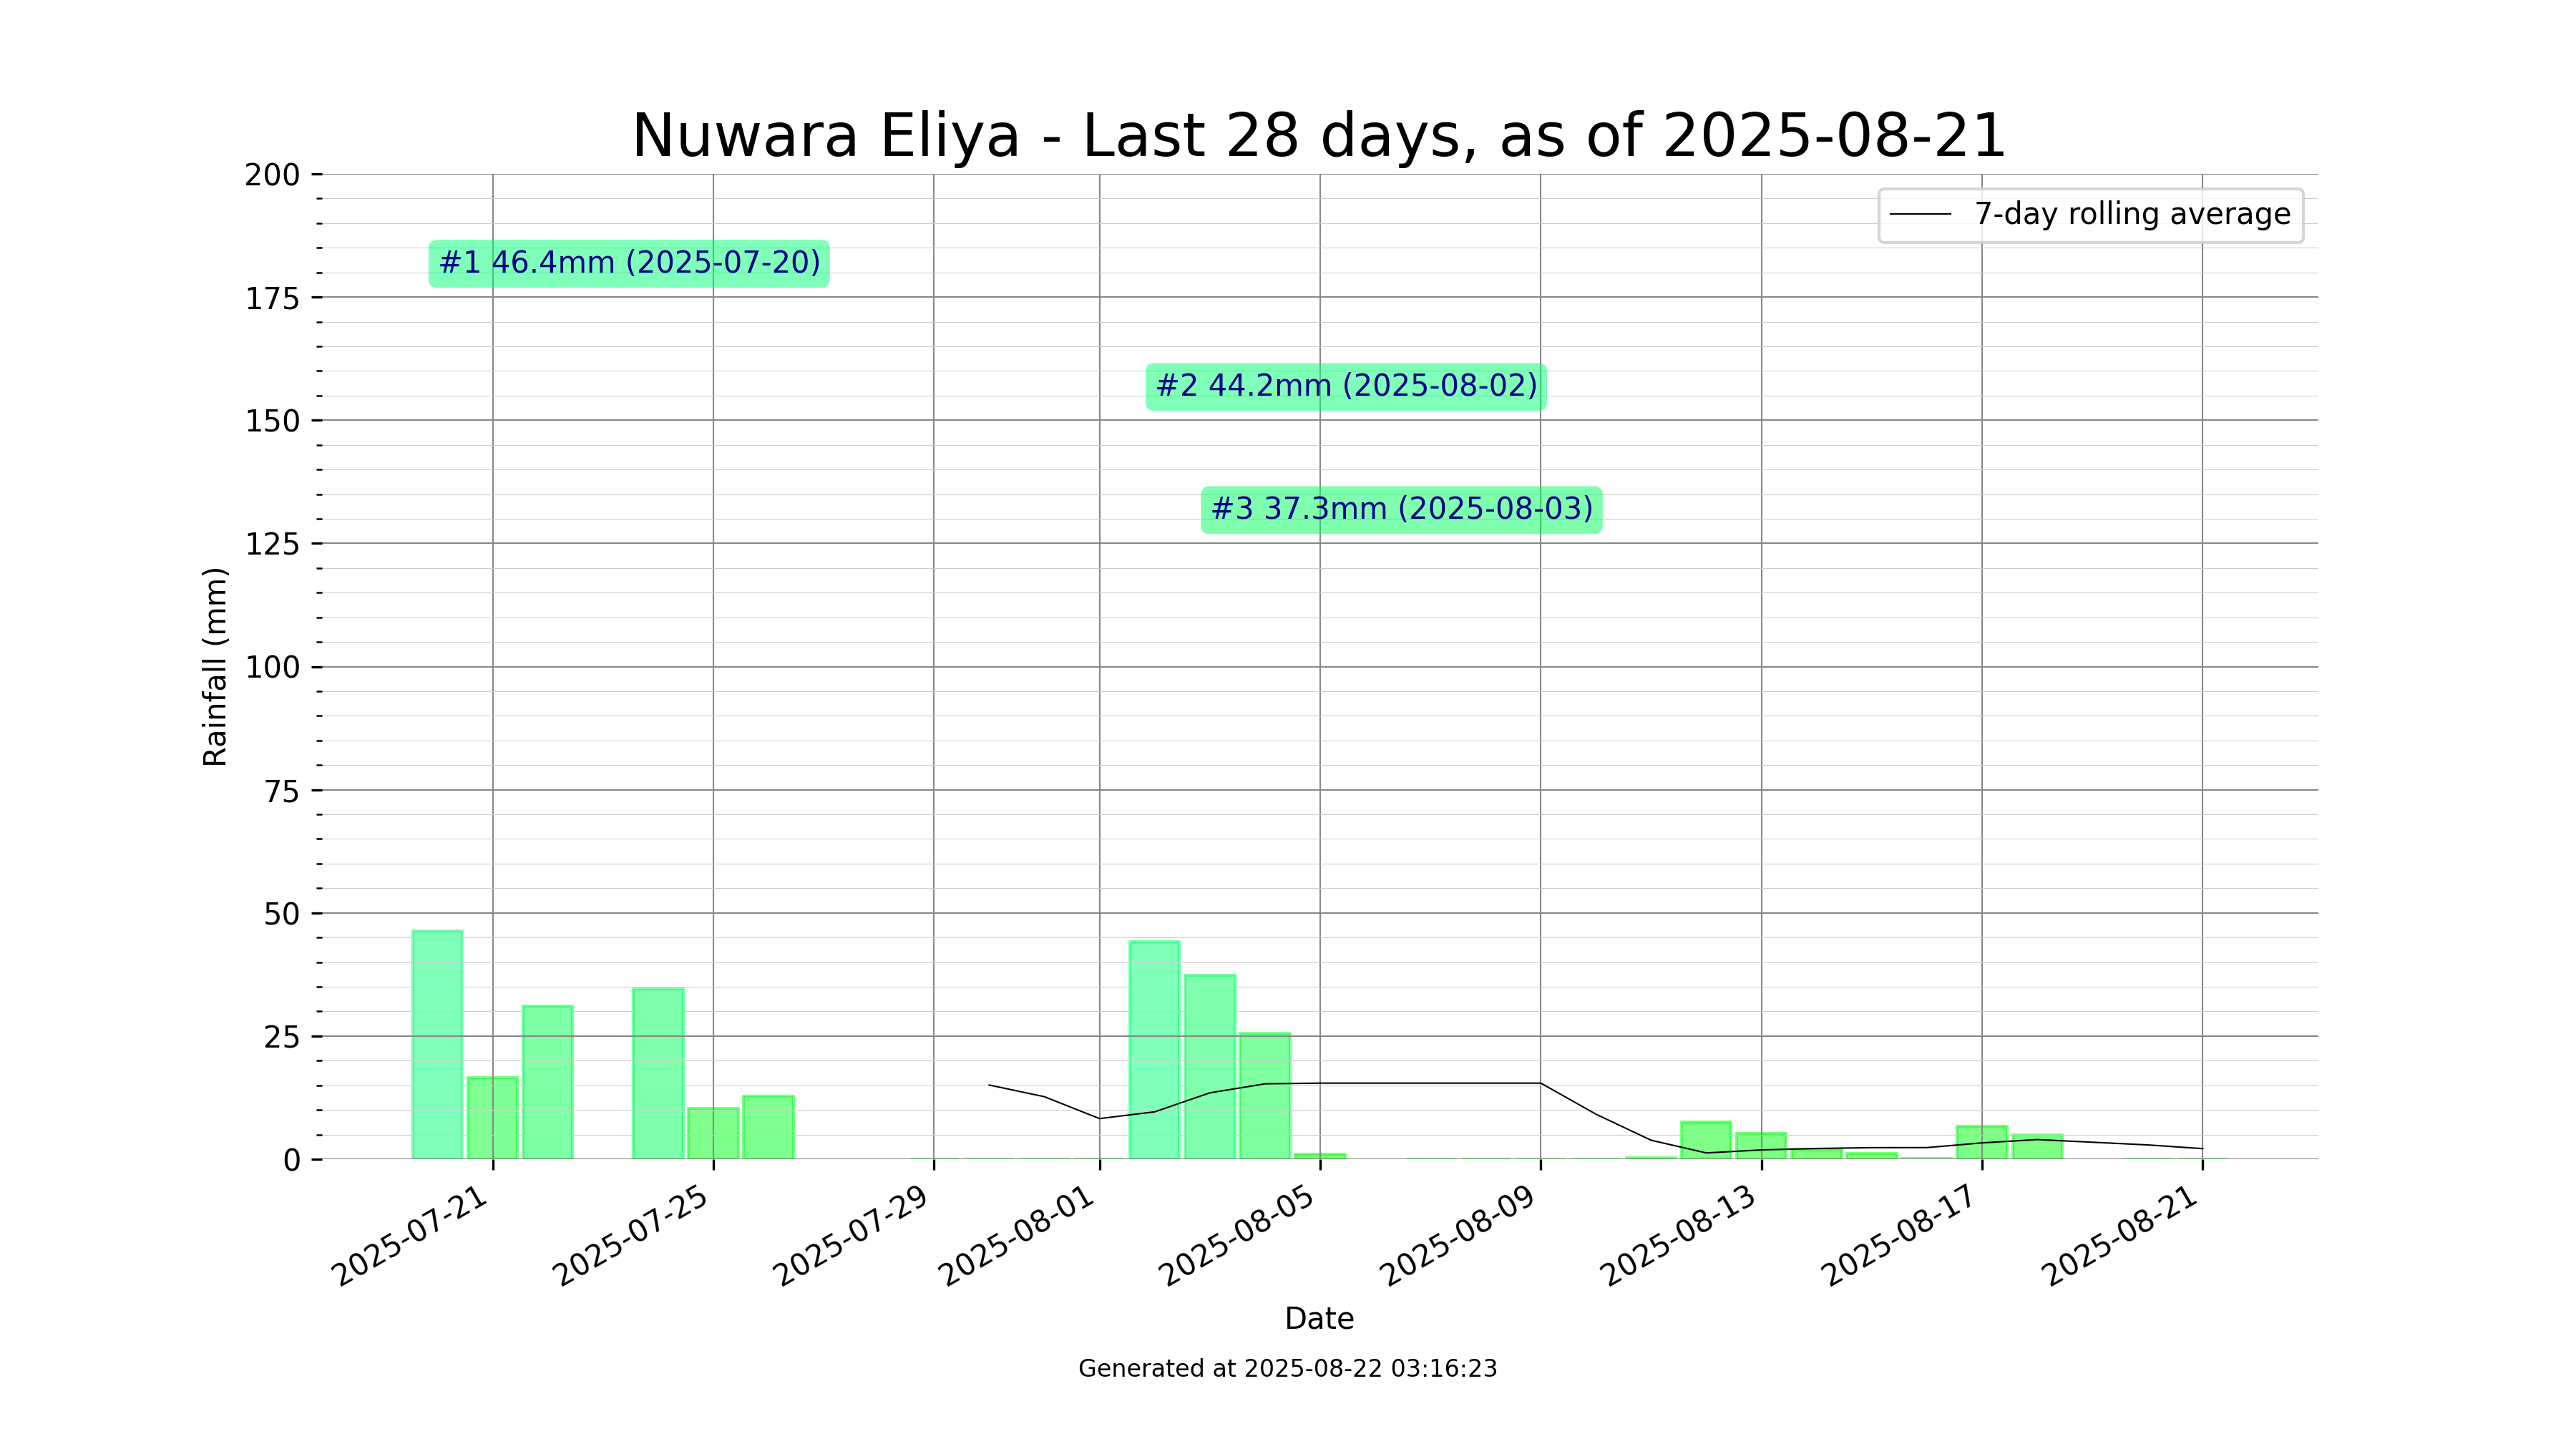 Nuwara Eliya - Last 28 days, as of 2025-08-21
7-day rolling average
#1 46.4mm (2025-07-20)
#2 44.2mm (2025-08-02)
#3 37.3mm (2025-08-03)
Rainfall (mm)
200
175
150
125
100
75
50
25
0
2025-07-21
2025-07-25
2025-07-29
2025-08-01
2025-08-05
2025-08-09
2025-08-13
2025-08-17
2025-08-21
Date
Generated at 2025-08-22 03:16:23